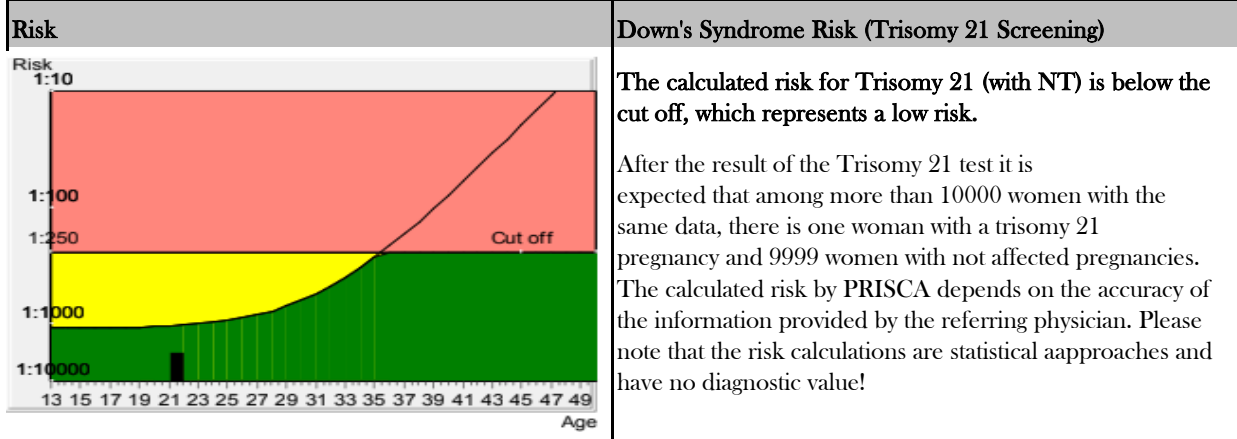 Risk
Down's Syndrome Risk (Trisomy 21 Screening)
Risk
1:10
1:100
1:250
Cut off
1:1000
1:10000
13 15 17 19 21 23 25 27 29 31 33 35 37 39 41 43 45 47 49
Age
The calculated risk for Trisomy 21 (with NT) is below the
cut off, which represents a low risk.
After the result of the Trisomy 21 test it is
expected that among more than 10000 women with the
same data, there is one woman with a trisomy 21
pregnancy and 9999 women with not affected pregnancies.
The calculated risk by PRISCA depends on the accuracy of
the information provided by the referring physician. Please
note that the risk calculations are statistical aapproaches and
have no diagnostic value!